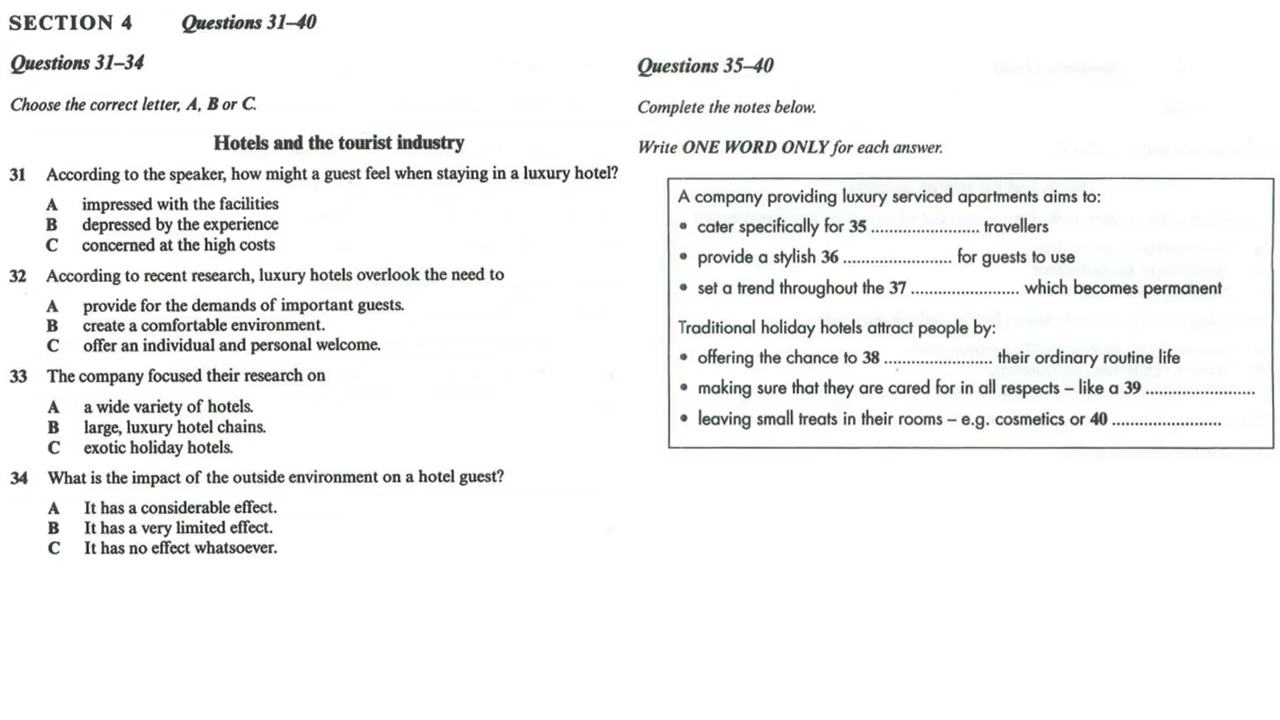 SECTION 4 Questions 31–40
Questions 31–34
Choose the correct letter, A, B or C.
Hotels and the tourist industry
31 According to the speaker, how might a guest feel when staying in a luxury hotel?
A impressed with the facilities
B depressed by the experience
C concerned at the high costs
32 According to recent research, luxury hotels overlook the need to
A provide for the demands of important guests.
B create a comfortable environment.
C offer an individual and personal welcome.
33 The company focused their research on
A a wide variety of hotels.
B large, luxury hotel chains.
C exotic holiday hotels.
34 What is the impact of the outside environment on a hotel guest?
A It has a considerable effect.
B It has a very limited effect.
C It has no effect whatsoever.
Questions 35–40
Complete the notes below.
Write ONE WORD ONLY for each answer.
A company providing luxury serviced apartments aims to:
• cater specifically for 35 ...................... travellers
• provide a stylish 36 ...................... for guests to use
• set a trend throughout the 37 ...................... which becomes permanent
Traditional holiday hotels attract people by:
• offering the chance to 38 ...................... their ordinary routine life
• making sure that they are cared for in all respects – like a 39 ......................
• leaving small treats in their rooms – e.g. cosmetics or 40 ......................